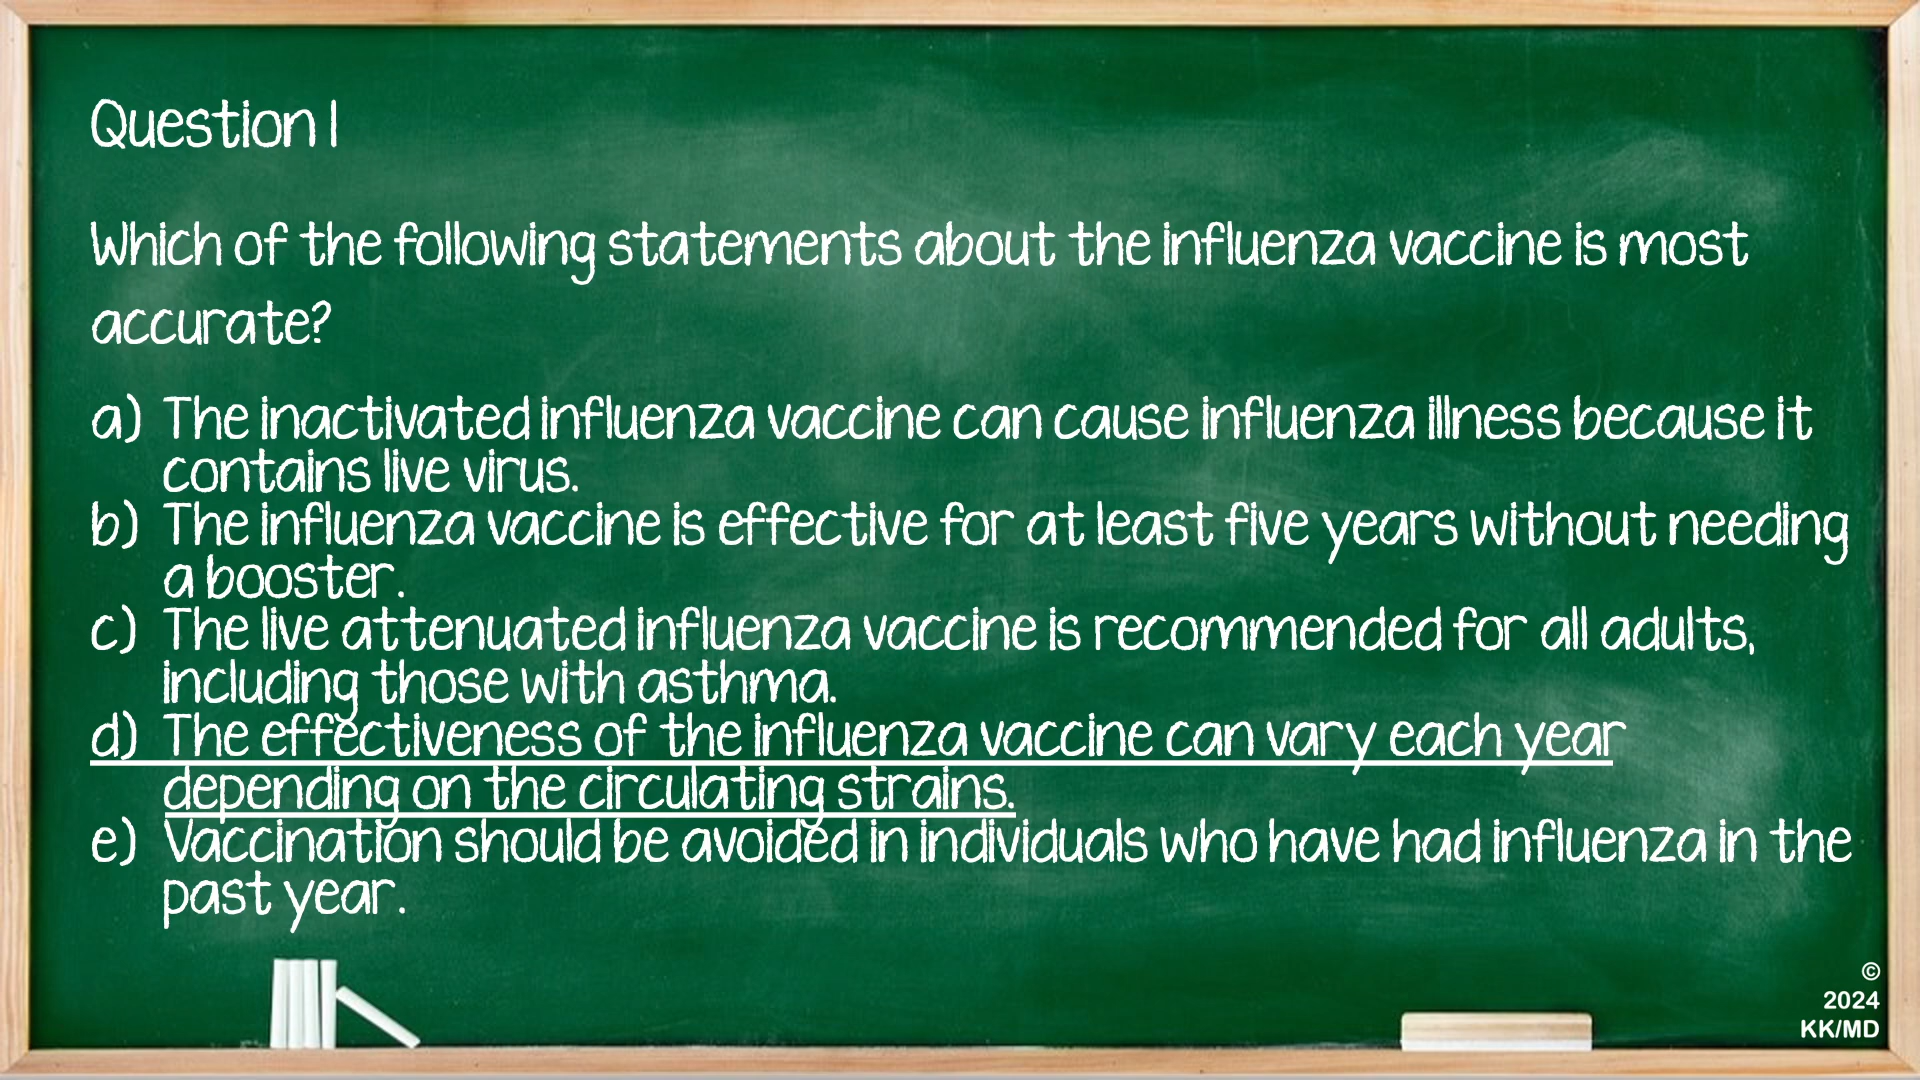 Question 1
Which of the following statements about the influenza vaccine is most
accurate?
a) The inactivated influenza vaccine can cause influenza illness because it
contains live virus.
b) The influenza vaccine is effective for at least five years without needing
a booster.
c) The live attenuated influenza vaccine is recommended for all adults,
including those with asthma.
d) The effectiveness of the influenza vaccine can vary each year
depending on the circulating strains.
e) Vaccination should be avoided in individuals who have had influenza in the
past year.
©
2024
KK/MD